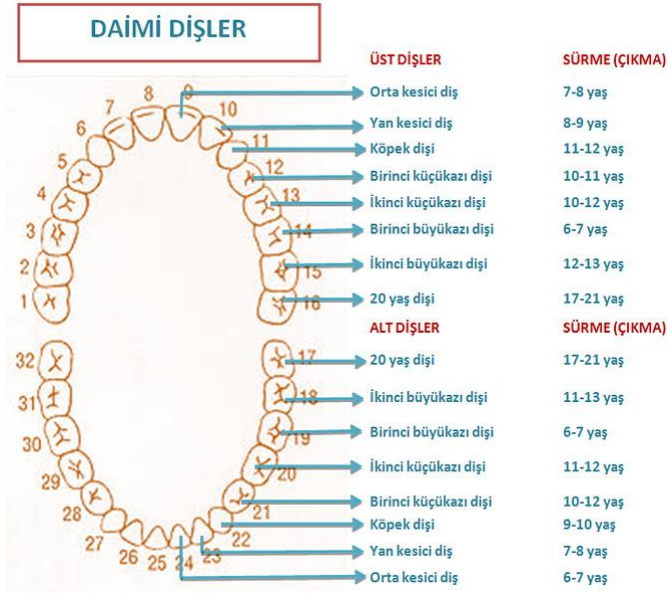 DAİMİ DİŞLER
ÜST DİŞLER SÜRME (ÇIKMA)
Orta kesici diş 7-8 yaş
Yan kesici diş 8-9 yaş
Köpek dişi 11-12 yaş
Birinci küçükazı dişi 10-11 yaş
İkinci küçükazı dişi 10-12 yaş
Birinci büyükazı dişi 6-7 yaş
İkinci büyükazı dişi 12-13 yaş
20 yaş dişi 17-21 yaş
ALT DİŞLER SÜRME (ÇIKMA)
20 yaş dişi 17-21 yaş
İkinci büyükazı dişi 11-13 yaş
Birinci büyükazı dişi 6-7 yaş
İkinci küçükazı dişi 11-12 yaş
Birinci küçükazı dişi 10-12 yaş
Köpek dişi 9-10 yaş
Yan kesici diş 7-8 yaş
Orta kesici diş 6-7 yaş
1
2
3
4
5
6
7
8
9
10
11
12
13
14
15
16
17
18
19
20
21
22
23
24
25
26
27
28
29
30
31
32